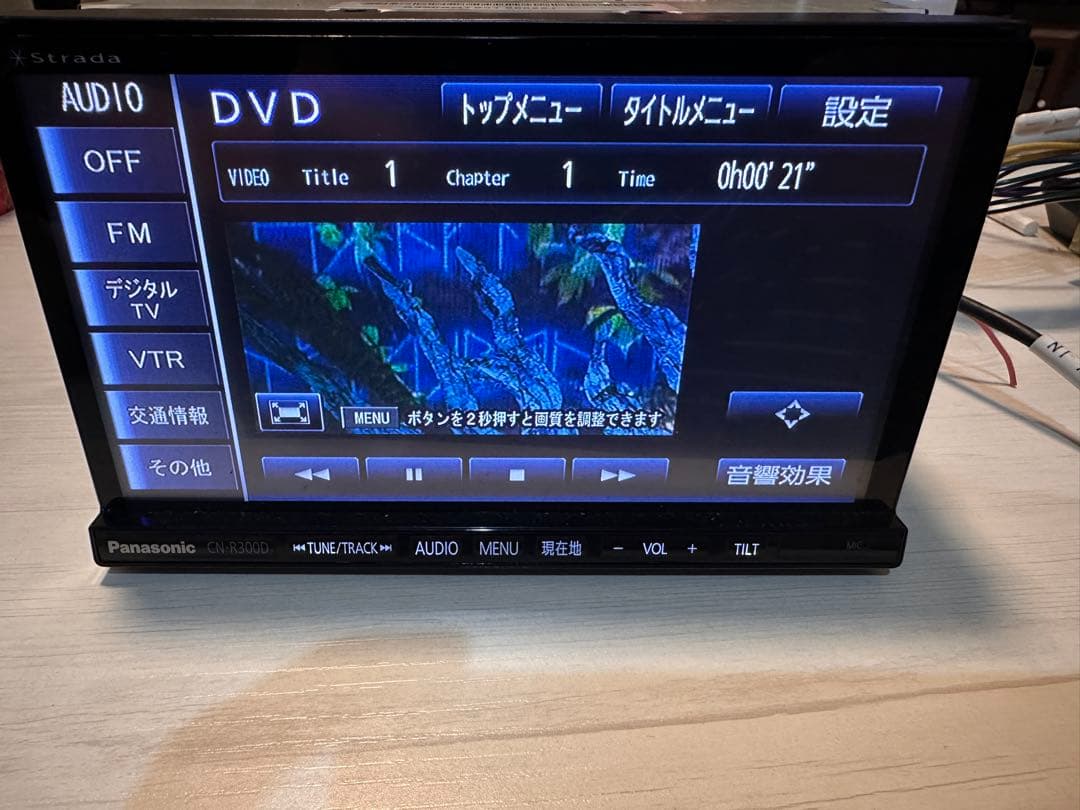 Strada
AUDIO
DVD
トップメニュー
タイトルメニュー
設定
OFF
VIDEO Title 1 Chapter 1 Time 0h00'21"
FM
デジタル
TV
VTR
交通情報
その他
MENU ボタンを2秒押すと画質を調整できます
音響効果
Panasonic CN-R300D TUNE/TRACK AUDIO MENU 現在地 - VOL + TILT MIC